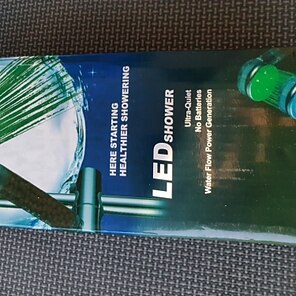 HERE STARTING
HEALTHIER SHOWERING
LED SHOWER
Ultra-Quiet
No Batteries
Water Flow Power Generation